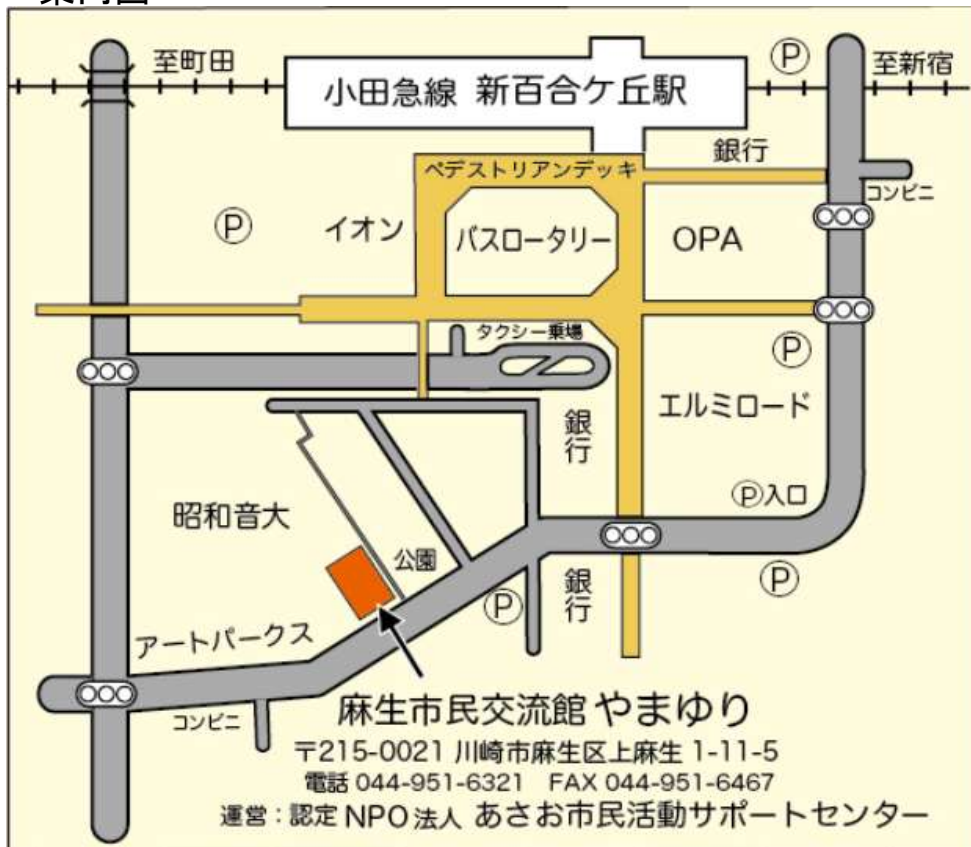 至町田
小田急線 新百合ケ丘駅
Ⓟ
至新宿
ペデストリアンデッキ
銀行
コンビニ
Ⓟ
イオン
バスロータリー
OPA
タクシー乗場
Ⓟ
エルミロード
銀行
Ⓟ入口
昭和音大
公園
Ⓟ
銀行
Ⓟ
アートパークス
コンビニ
麻生市民交流館 やまゆり
〒215-0021 川崎市麻生区上麻生 1-11-5
電話 044-951-6321 FAX 044-951-6467
運営：認定 NPO 法人 あさお市民活動サポートセンター